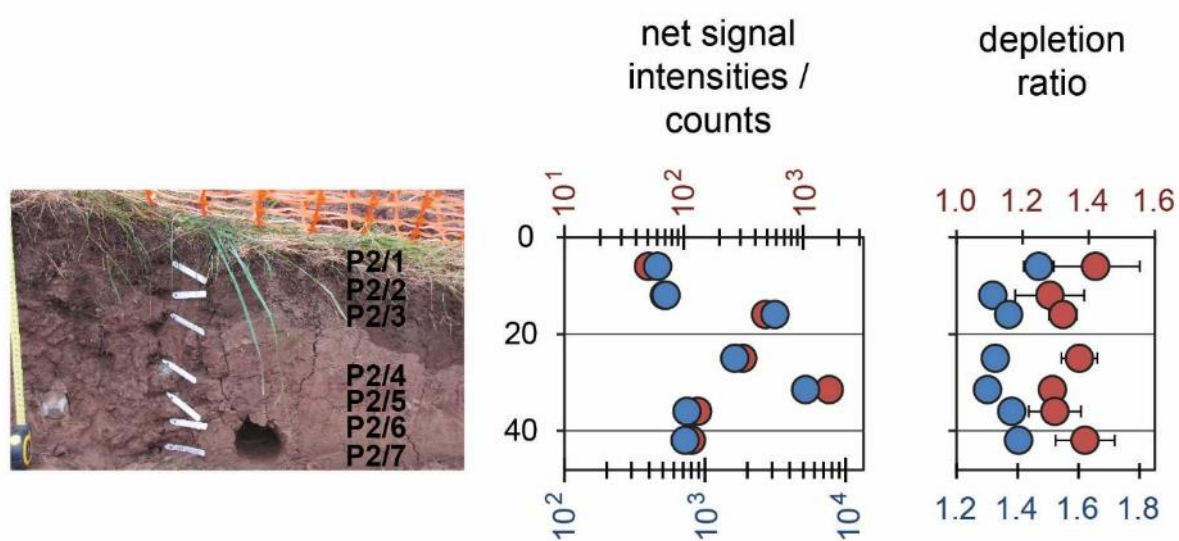 net signal
intensities /
counts
depletion
ratio
10¹ 10² 10³
1.0 1.2 1.4 1.6
P2/1
P2/2
P2/3
P2/4
P2/5
P2/6
P2/7
0
20
40
10² 10³ 10⁴
1.2 1.4 1.6 1.8